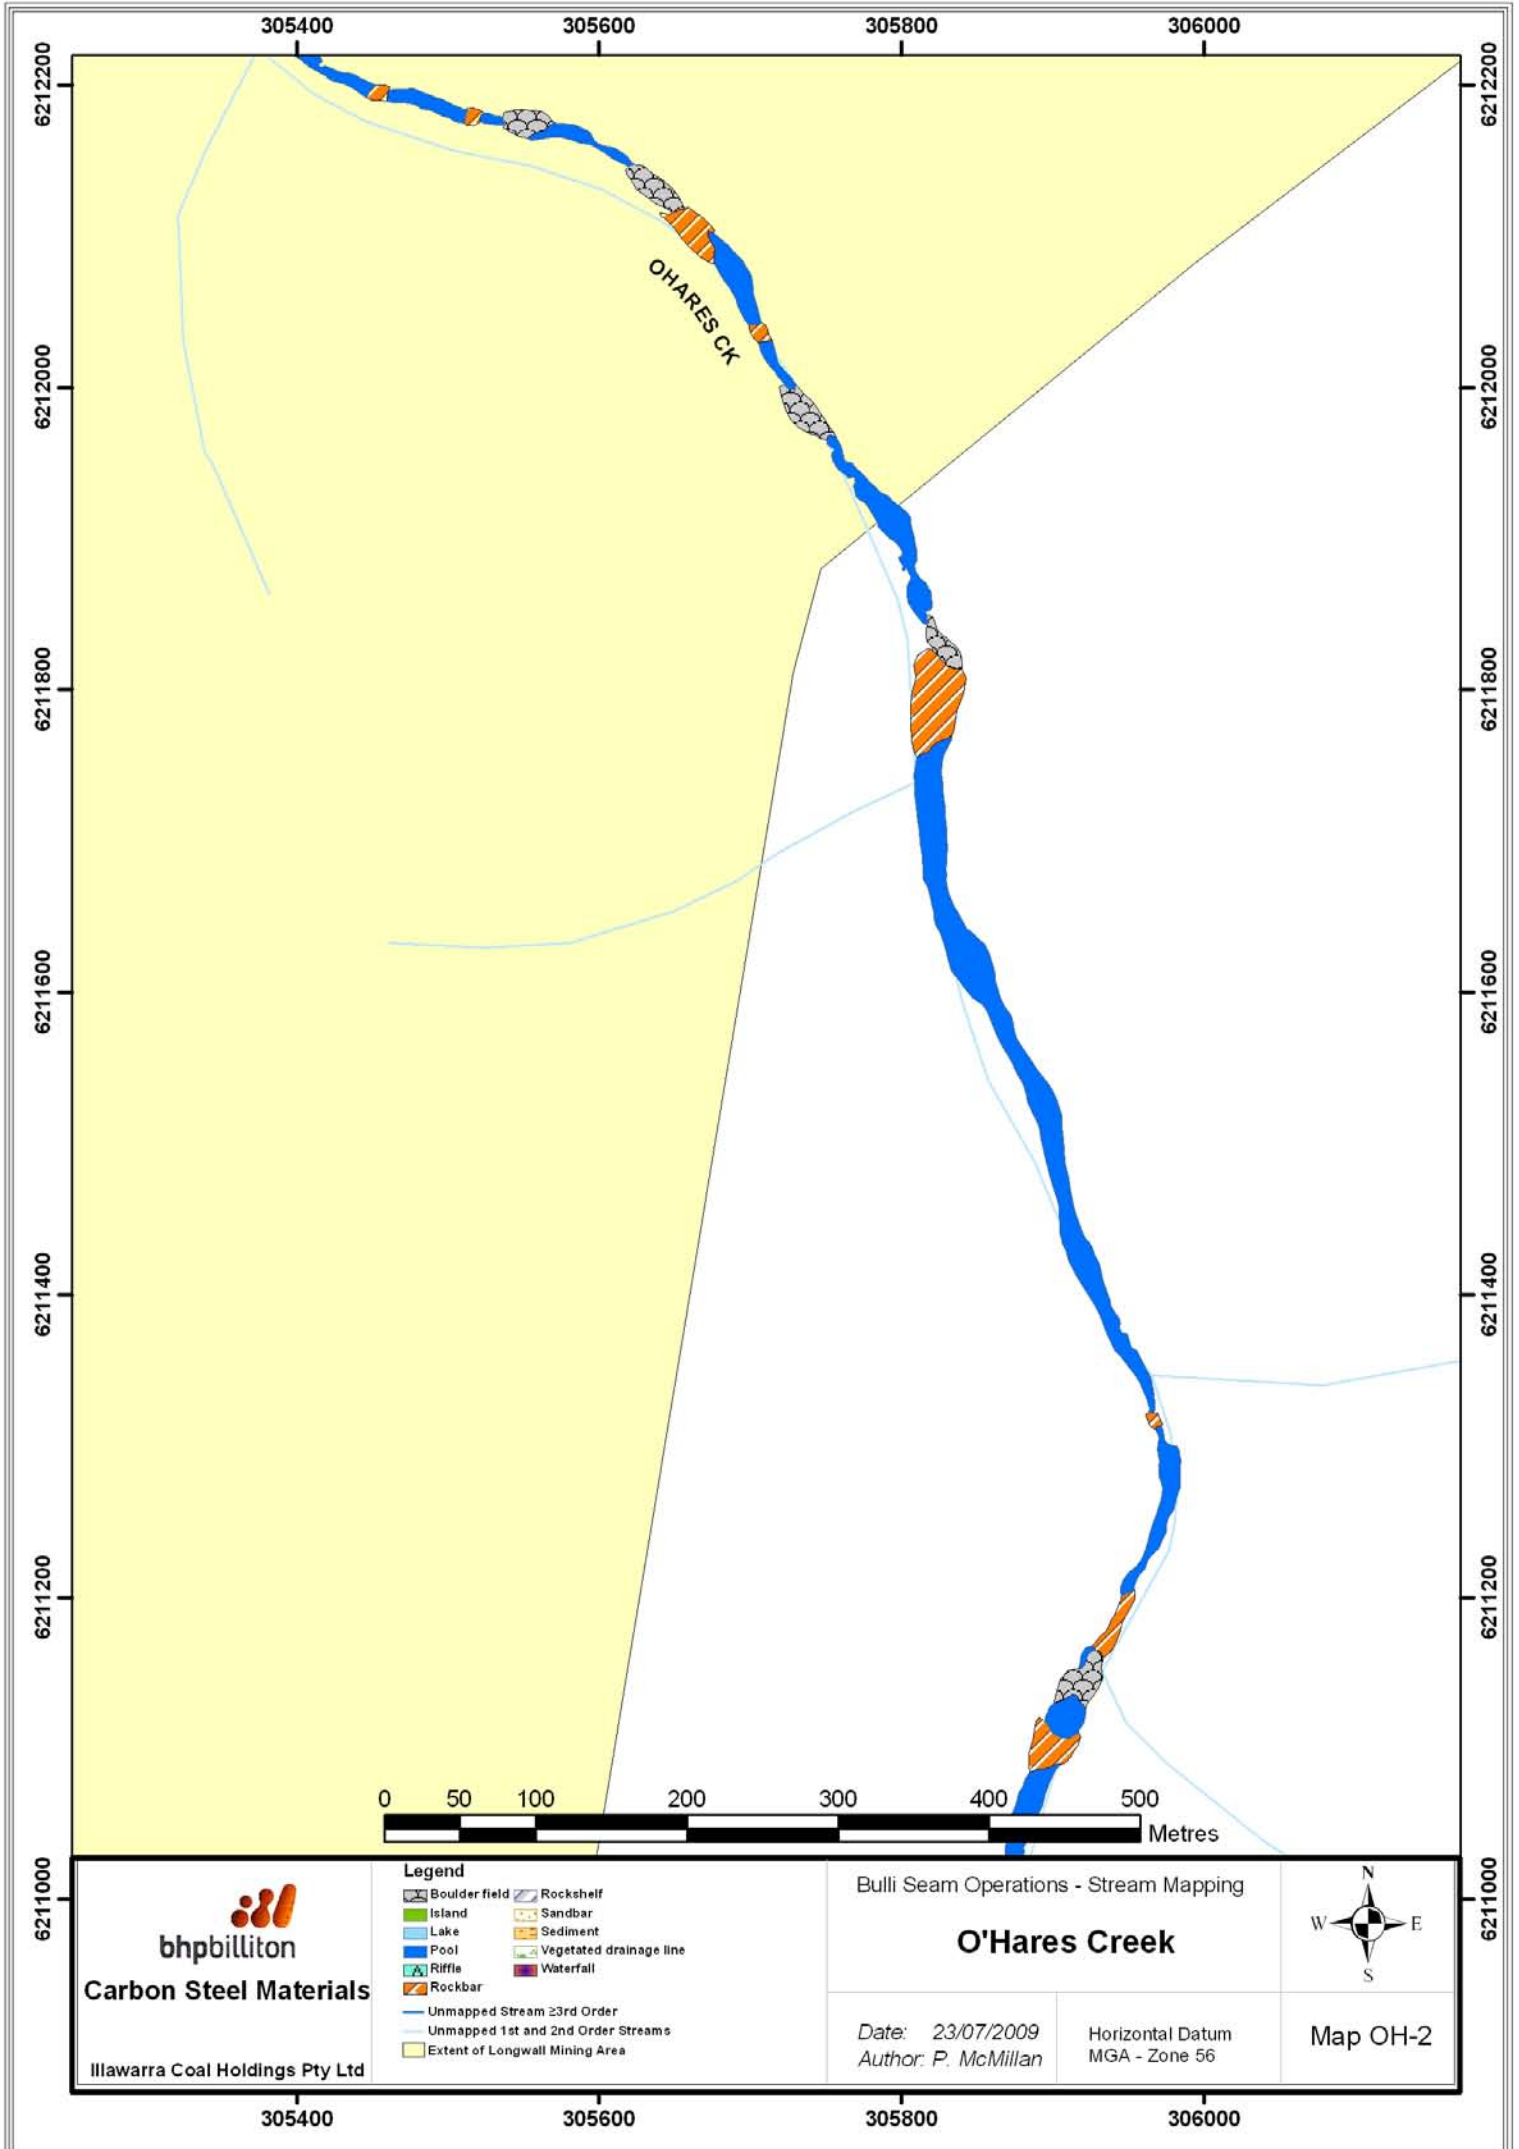 305400 305600 305800 306000
6212200 6212200
OHARES CK
6212000 6212000
6211800 6211800
6211600 6211600
6211400 6211400
6211200 6211200
0 50 100 200 300 400 500
Metres
6211000 6211000
bhpbilliton
Carbon Steel Materials
Illawarra Coal Holdings Pty Ltd
Legend
Boulder field
Island
Lake
Pool
Riffle
Rockbar
Rockshelf
Sandbar
Sediment
Vegetated drainage line
Waterfall
Unmapped Stream ≥3rd Order
Unmapped 1st and 2nd Order Streams
Extent of Longwall Mining Area
Bulli Seam Operations - Stream Mapping
O'Hares Creek
Date: 23/07/2009
Author: P. McMillan
Horizontal Datum
MGA - Zone 56
N
W E
S
Map OH-2
305400 305600 305800 306000